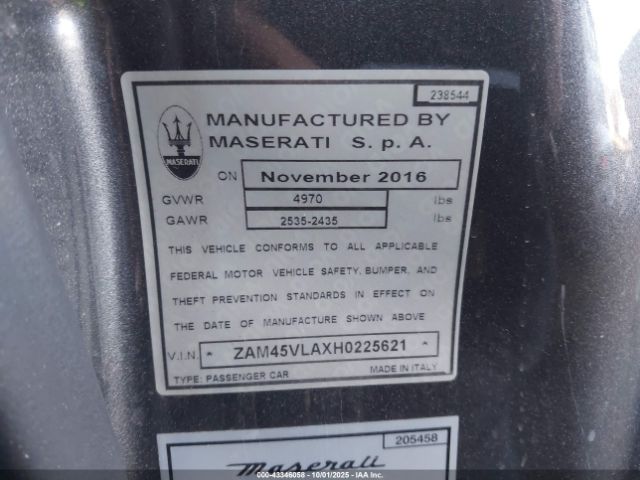 238544
MANUFACTURED BY
MASERATI S. p. A.
MASERATI
ON November 2016
GVWR 4970 lbs
GAWR 2535-2435 lbs
THIS VEHICLE CONFORMS TO ALL APPLICABLE
FEDERAL MOTOR VEHICLE SAFETY, BUMPER, AND
THEFT PREVENTION STANDARDS IN EFFECT ON
THE DATE OF MANUFACTURE SHOWN ABOVE
V.I.N. * ZAM45VLAXH0225621 *
TYPE: PASSENGER CAR MADE IN ITALY
205458
Maserati
000-43346058 - 10/01/2025 - IAA Inc.